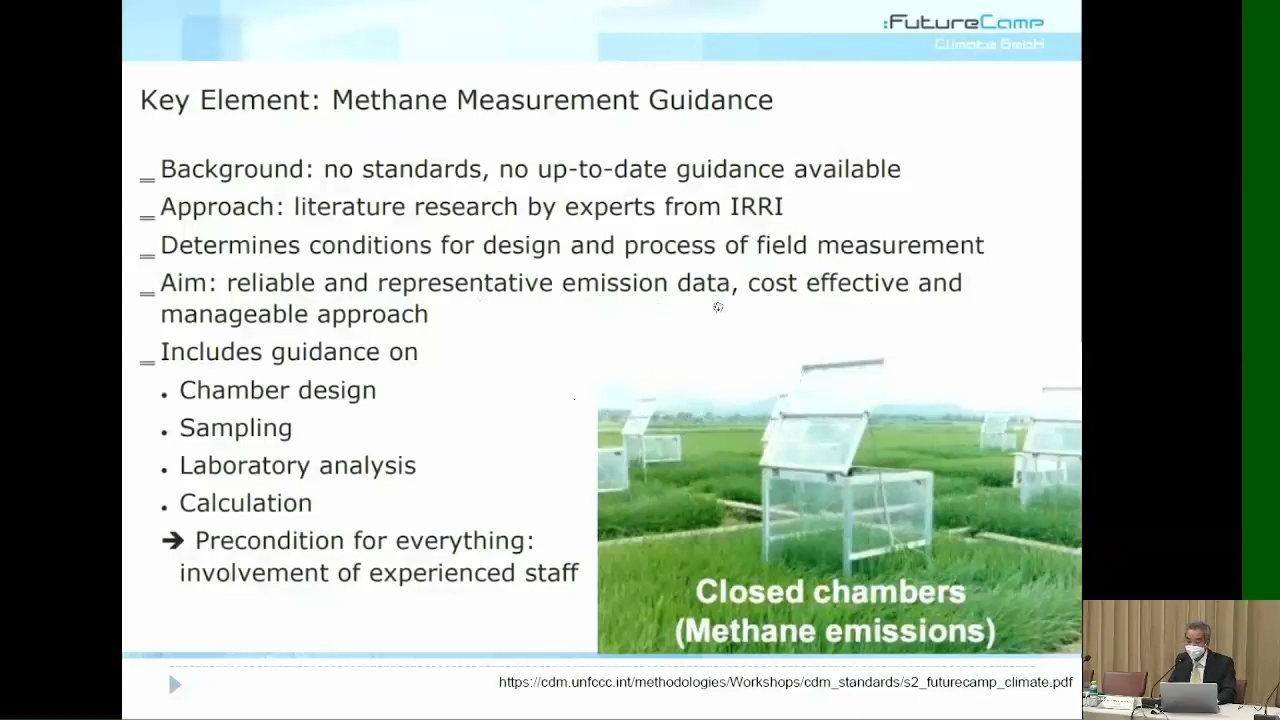 :FutureCamp
Climate GmbH
Key Element: Methane Measurement Guidance
Background: no standards, no up-to-date guidance available
Approach: literature research by experts from IRRI
Determines conditions for design and process of field measurement
Aim: reliable and representative emission data, cost effective and
manageable approach
Includes guidance on
• Chamber design
• Sampling
• Laboratory analysis
• Calculation
➔ Precondition for everything:
involvement of experienced staff
Closed chambers
(Methane emissions)
https://cdm.unfccc.int/methodologies/Workshops/cdm_standards/s2_futurecamp_climate.pdf